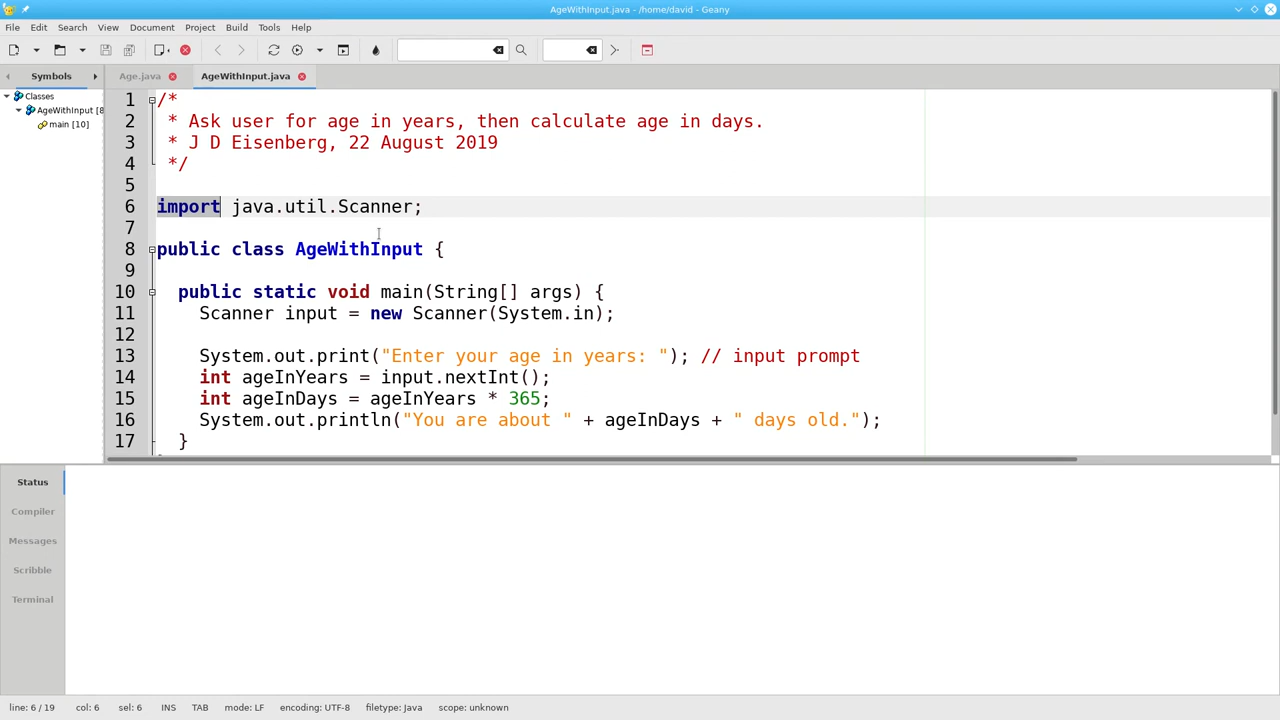 AgeWithInput.java - /home/david - Geany
File Edit Search View Document Project Build Tools Help
Symbols Age.java AgeWithInput.java
Classes
AgeWithInput [8
main [10]
1 /*
2  * Ask user for age in years, then calculate age in days.
3  * J D Eisenberg, 22 August 2019
4  */
5
6 import java.util.Scanner;
7
8 public class AgeWithInput {
9
10   public static void main(String[] args) {
11     Scanner input = new Scanner(System.in);
12
13     System.out.print("Enter your age in years: "); // input prompt
14     int ageInYears = input.nextInt();
15     int ageInDays = ageInYears * 365;
16     System.out.println("You are about " + ageInDays + " days old.");
17   }
Status
Compiler
Messages
Scribble
Terminal
line: 6 / 19 col: 6 sel: 6 INS TAB mode: LF encoding: UTF-8 filetype: Java scope: unknown